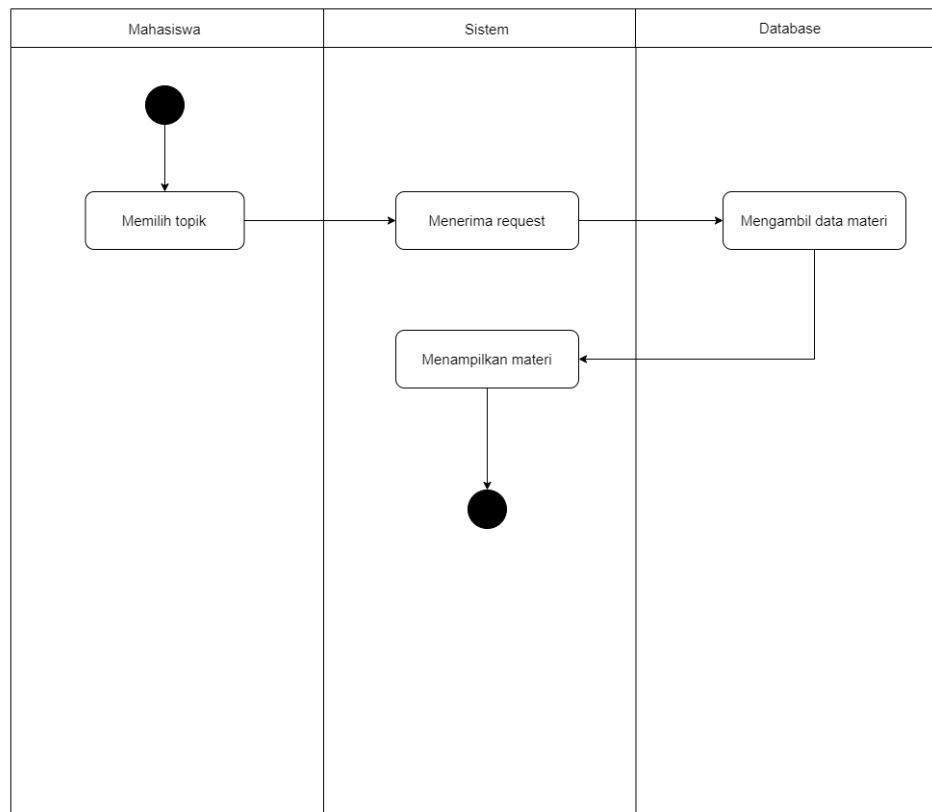 Mahasiswa
Sistem
Database
Memilih topik
Menerima request
Mengambil data materi
Menampilkan materi